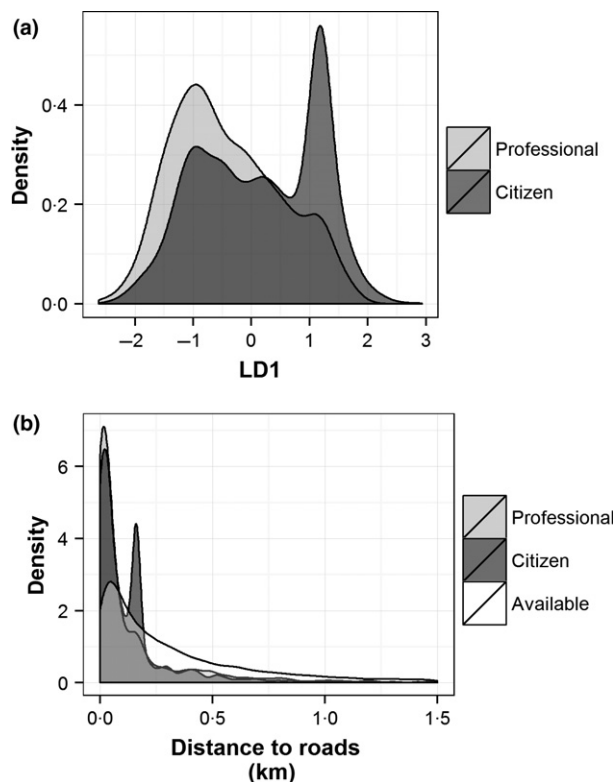 (a)
Density
0·4
0·2
0·0
–2
–1
0
1
2
3
LD1
Professional
Citizen
(b)
Density
6
4
2
0
0·0
0·5
1·0
1·5
Distance to roads
(km)
Professional
Citizen
Available